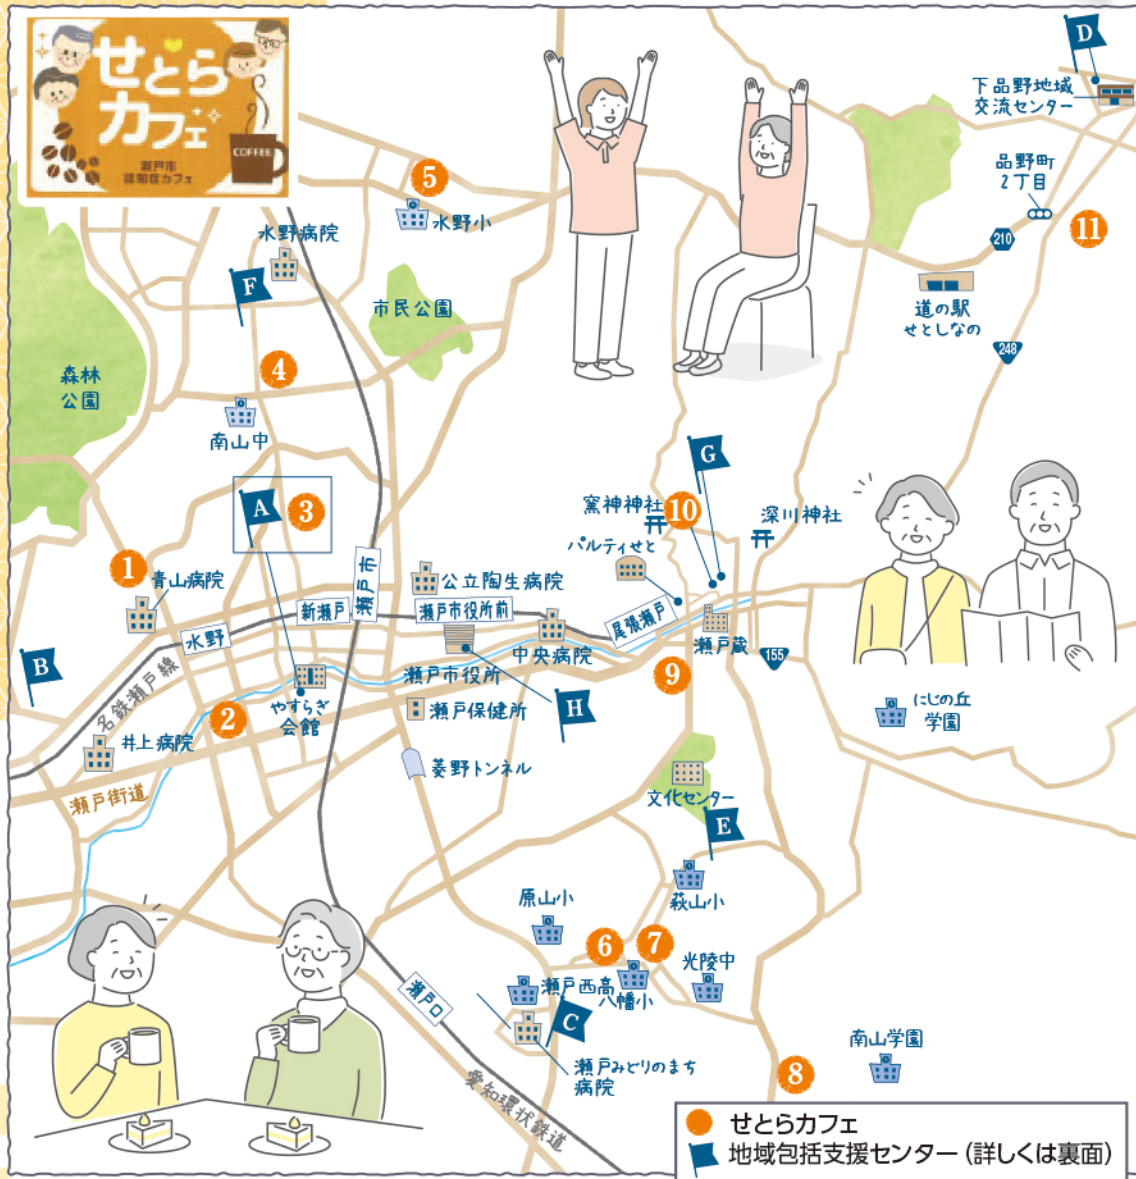 せとら
カフェ
瀬戸市
認知症カフェ
COFFEE
D
下品野地域
交流センター
品野町
2丁目
5
水野小
11
210
水野病院
F
市民公園
道の駅
せとしなの
248
森林
公園
4
南山中
A
3
G
窯神神社
10
深川神社
パルティせと
1
青山病院
瀬戸市
公立陶生病院
新瀬戸
瀬戸市役所前
尾張瀬戸
水野
中央病院
瀬戸蔵
155
B
名鉄瀬戸線
瀬戸市役所
9
やすらぎ
会館
2
瀬戸保健所
H
にじの丘
学園
井上病院
菱野トンネル
瀬戸街道
文化センター
E
萩山小
原山小
6
7
光陵中
瀬戸西高
八幡小
瀬戸口
C
南山学園
瀬戸みどりのまち
病院
8
愛知環状鉄道
せとらカフェ
地域包括支援センター (詳しくは裏面)